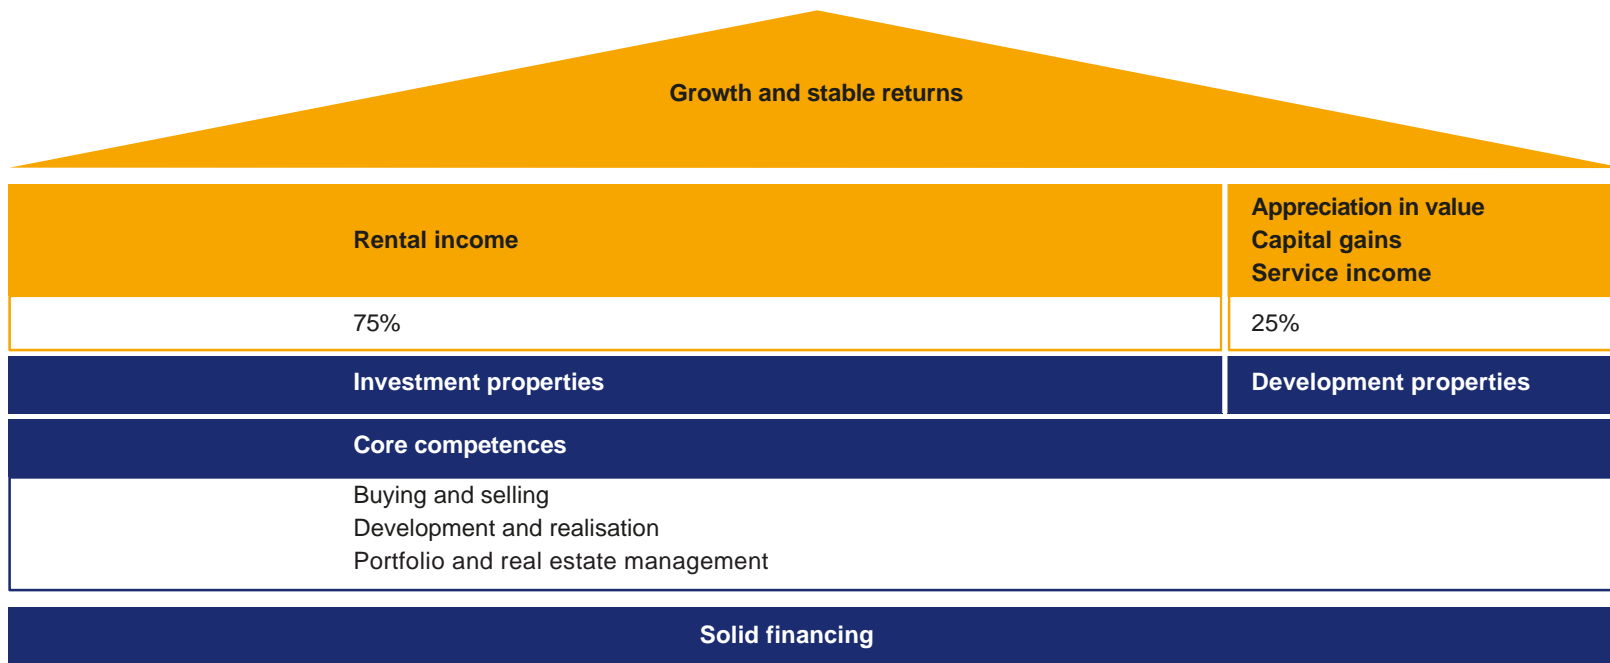 Growth and stable returns
Rental income
Appreciation in value
Capital gains
Service income
75%
25%
Investment properties
Development properties
Core competences
Buying and selling
Development and realisation
Portfolio and real estate management
Solid financing